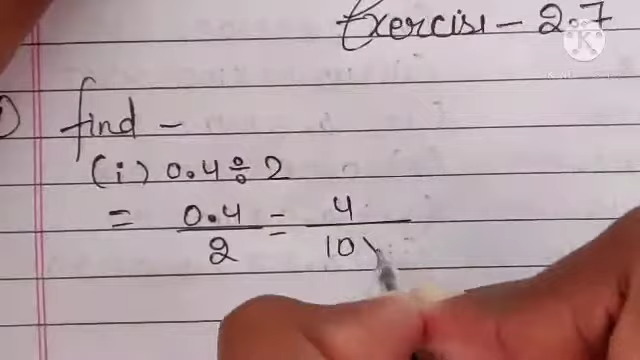 Exercise - 2.7
) find -
(i) 0.4 ÷ 2
= 0.4/2 = 4/10